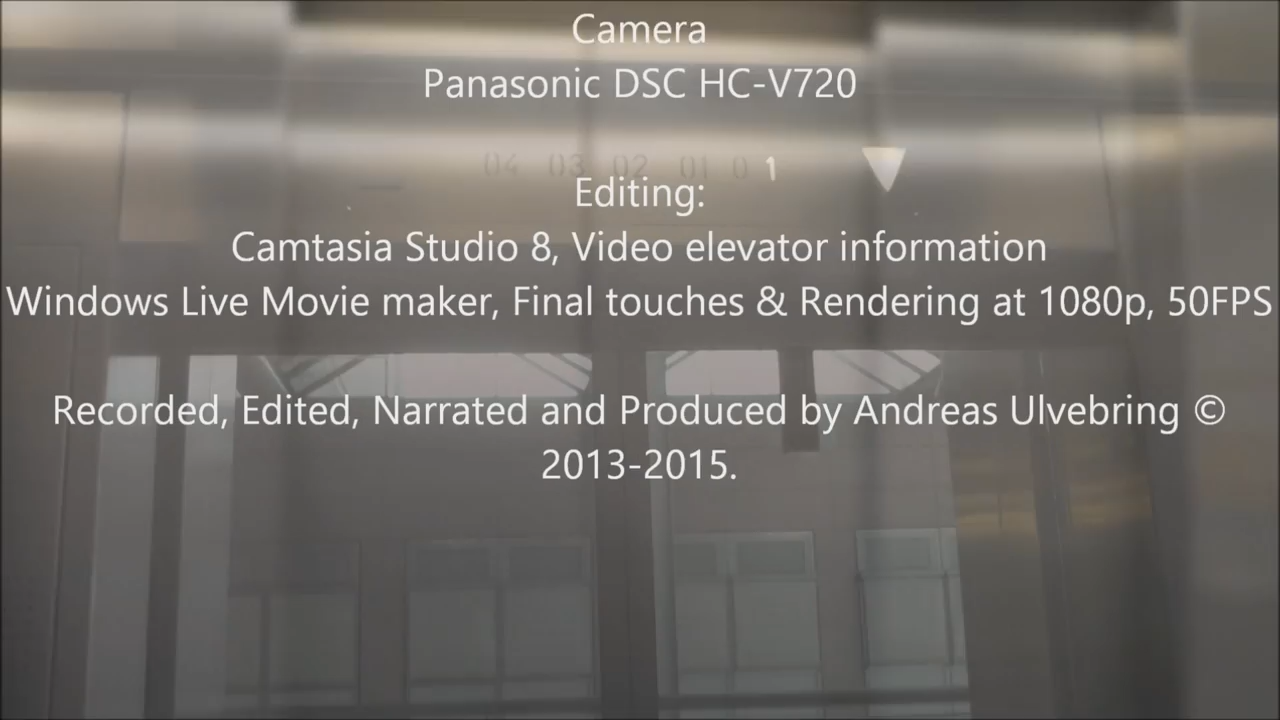 Camera
Panasonic DSC HC-V720
04 03 02 01 0 1
Editing:
Camtasia Studio 8, Video elevator information
Windows Live Movie maker, Final touches & Rendering at 1080p, 50FPS
Recorded, Edited, Narrated and Produced by Andreas Ulvebring ©
2013-2015.